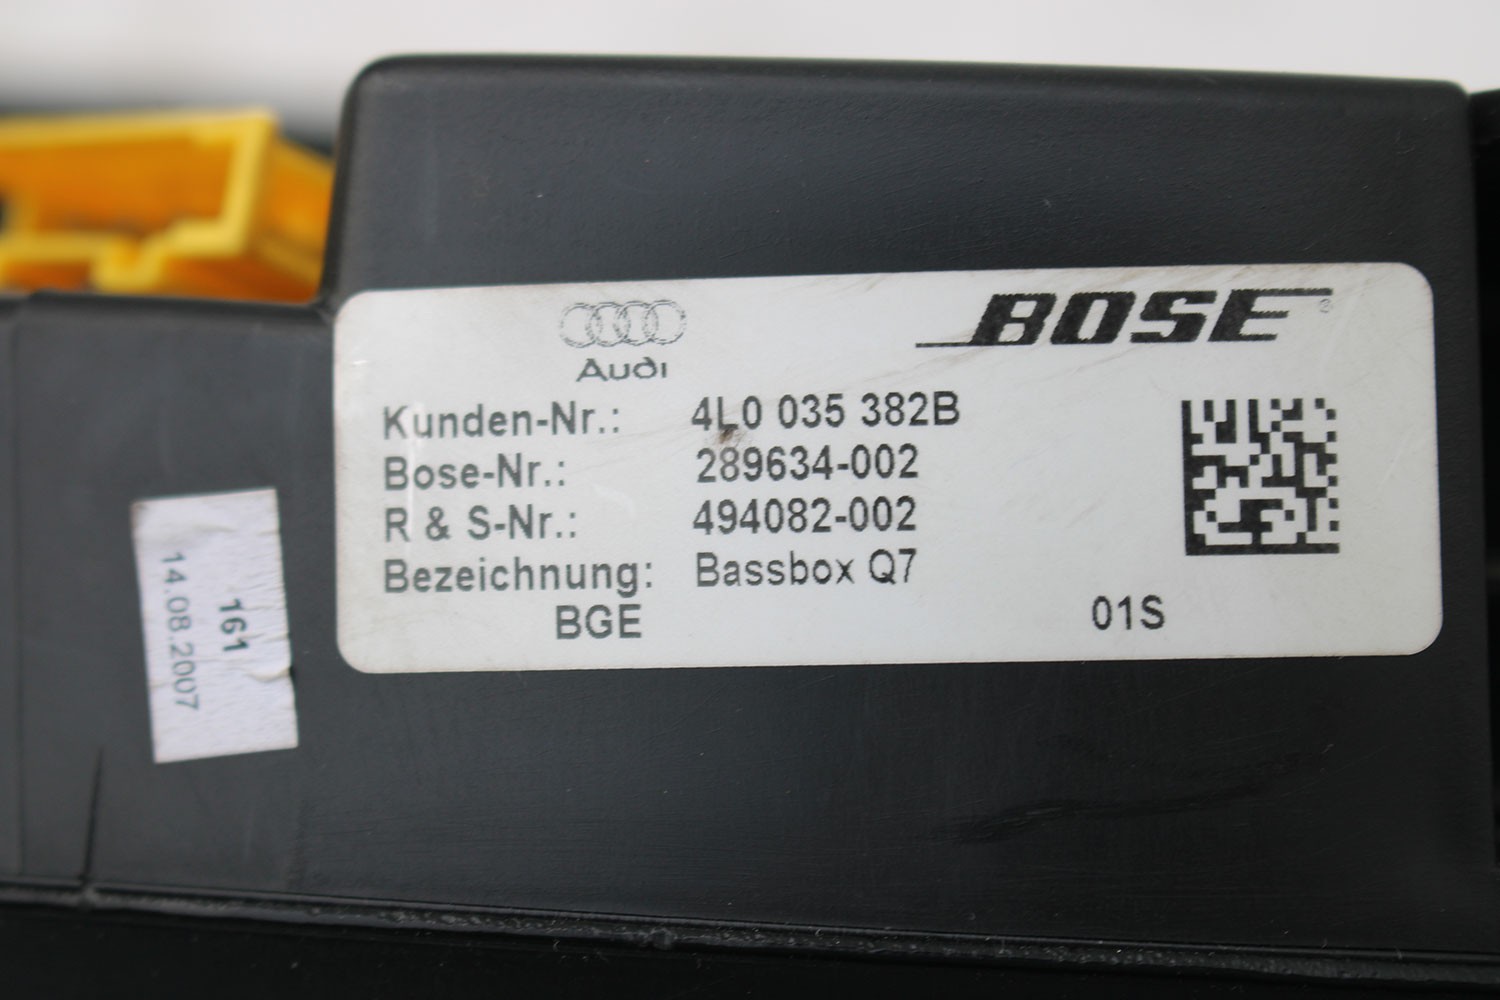 Audi
BOSE®
Kunden-Nr.: 4L0 035 382B
Bose-Nr.: 289634-002
R & S-Nr.: 494082-002
Bezeichnung: Bassbox Q7
BGE 01S
161
14.08.2007